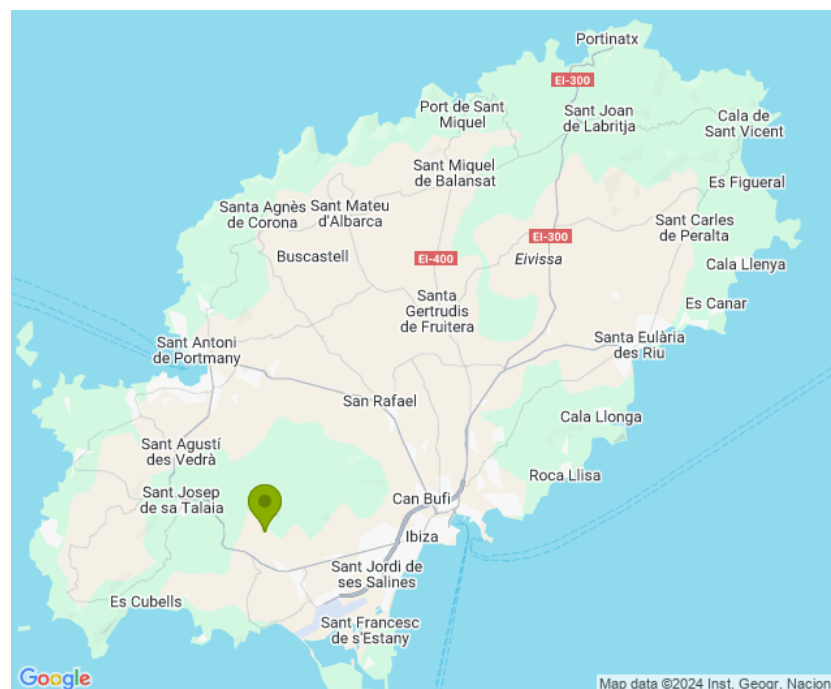 Portinatx
EI-300
Port de Sant
Miquel
Sant Joan
de Labritja
Cala de
Sant Vicent
Sant Miquel
de Balansat
Es Figueral
Santa Agnès
de Corona
Sant Mateu
d'Albarca
Sant Carles
de Peralta
EI-300
Buscastell
EI-400
Eivissa
Cala Llenya
Santa
Gertrudis
de Fruitera
Es Canar
Sant Antoni
de Portmany
Santa Eulària
des Riu
San Rafael
Cala Llonga
Sant Agustí
des Vedrà
Roca Llisa
Sant Josep
de sa Talaia
Can Bufi
Ibiza
Sant Jordi de
ses Salines
Es Cubells
Sant Francesc
de s'Estany
Google
Map data ©2024 Inst. Geogr. Nacion